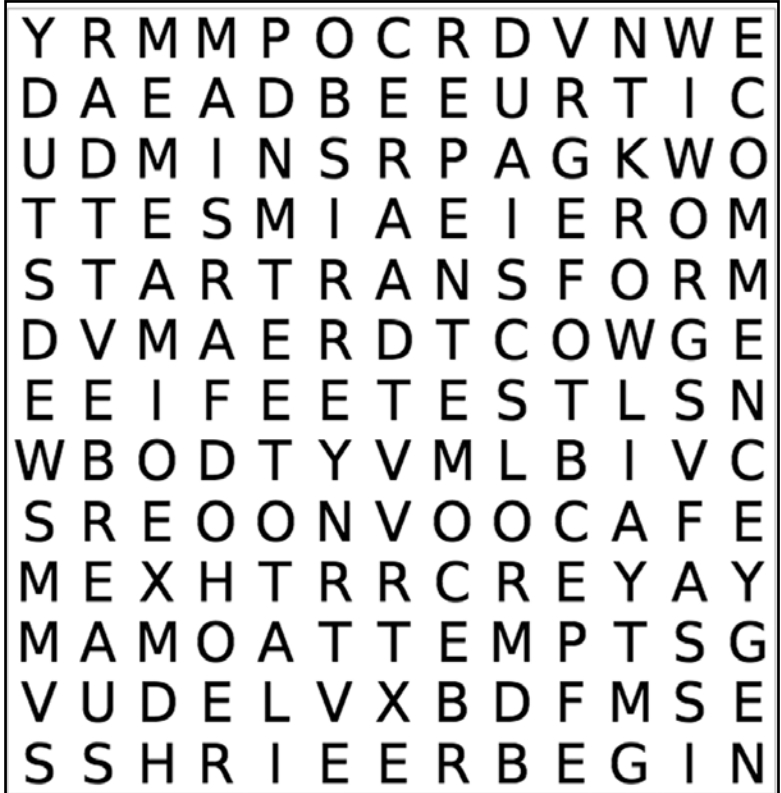 Y R M M P O C R D V N W E
D A E A D B E E U R T I C
U D M I N S R P A G K W O
T T E S M I A E I E R O M
S T A R T R A N S F O R M
D V M A E R D T C O W G E
E E I F E E T E S T L S N
W B O D T Y V M L B I V C
S R E O O N V O O C A F E
M E X H T R R C R E Y A Y
M A M O A T T E M P T S G
V U D E L V X B D F M S E
S S H R I E E R B E G I N